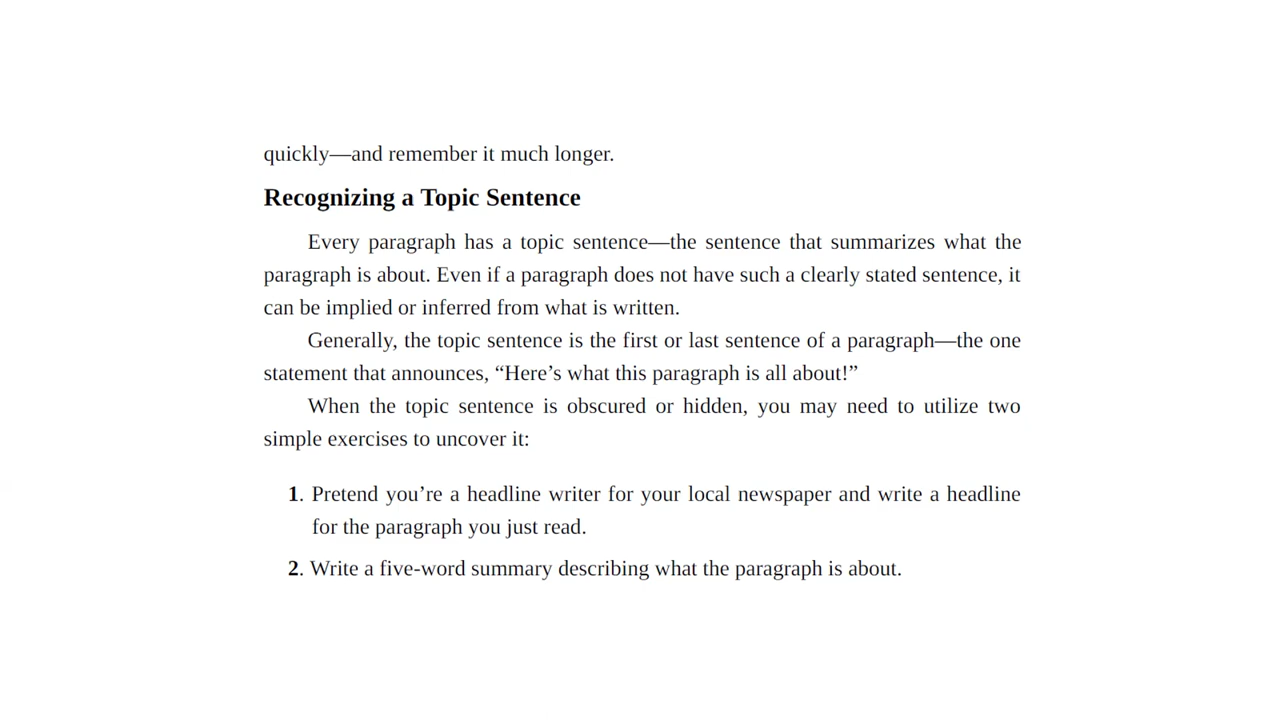 quickly—and remember it much longer.
Recognizing a Topic Sentence
Every paragraph has a topic sentence—the sentence that summarizes what the
paragraph is about. Even if a paragraph does not have such a clearly stated sentence, it
can be implied or inferred from what is written.
Generally, the topic sentence is the first or last sentence of a paragraph—the one
statement that announces, “Here’s what this paragraph is all about!”
When the topic sentence is obscured or hidden, you may need to utilize two
simple exercises to uncover it:
1. Pretend you’re a headline writer for your local newspaper and write a headline
for the paragraph you just read.
2. Write a five-word summary describing what the paragraph is about.